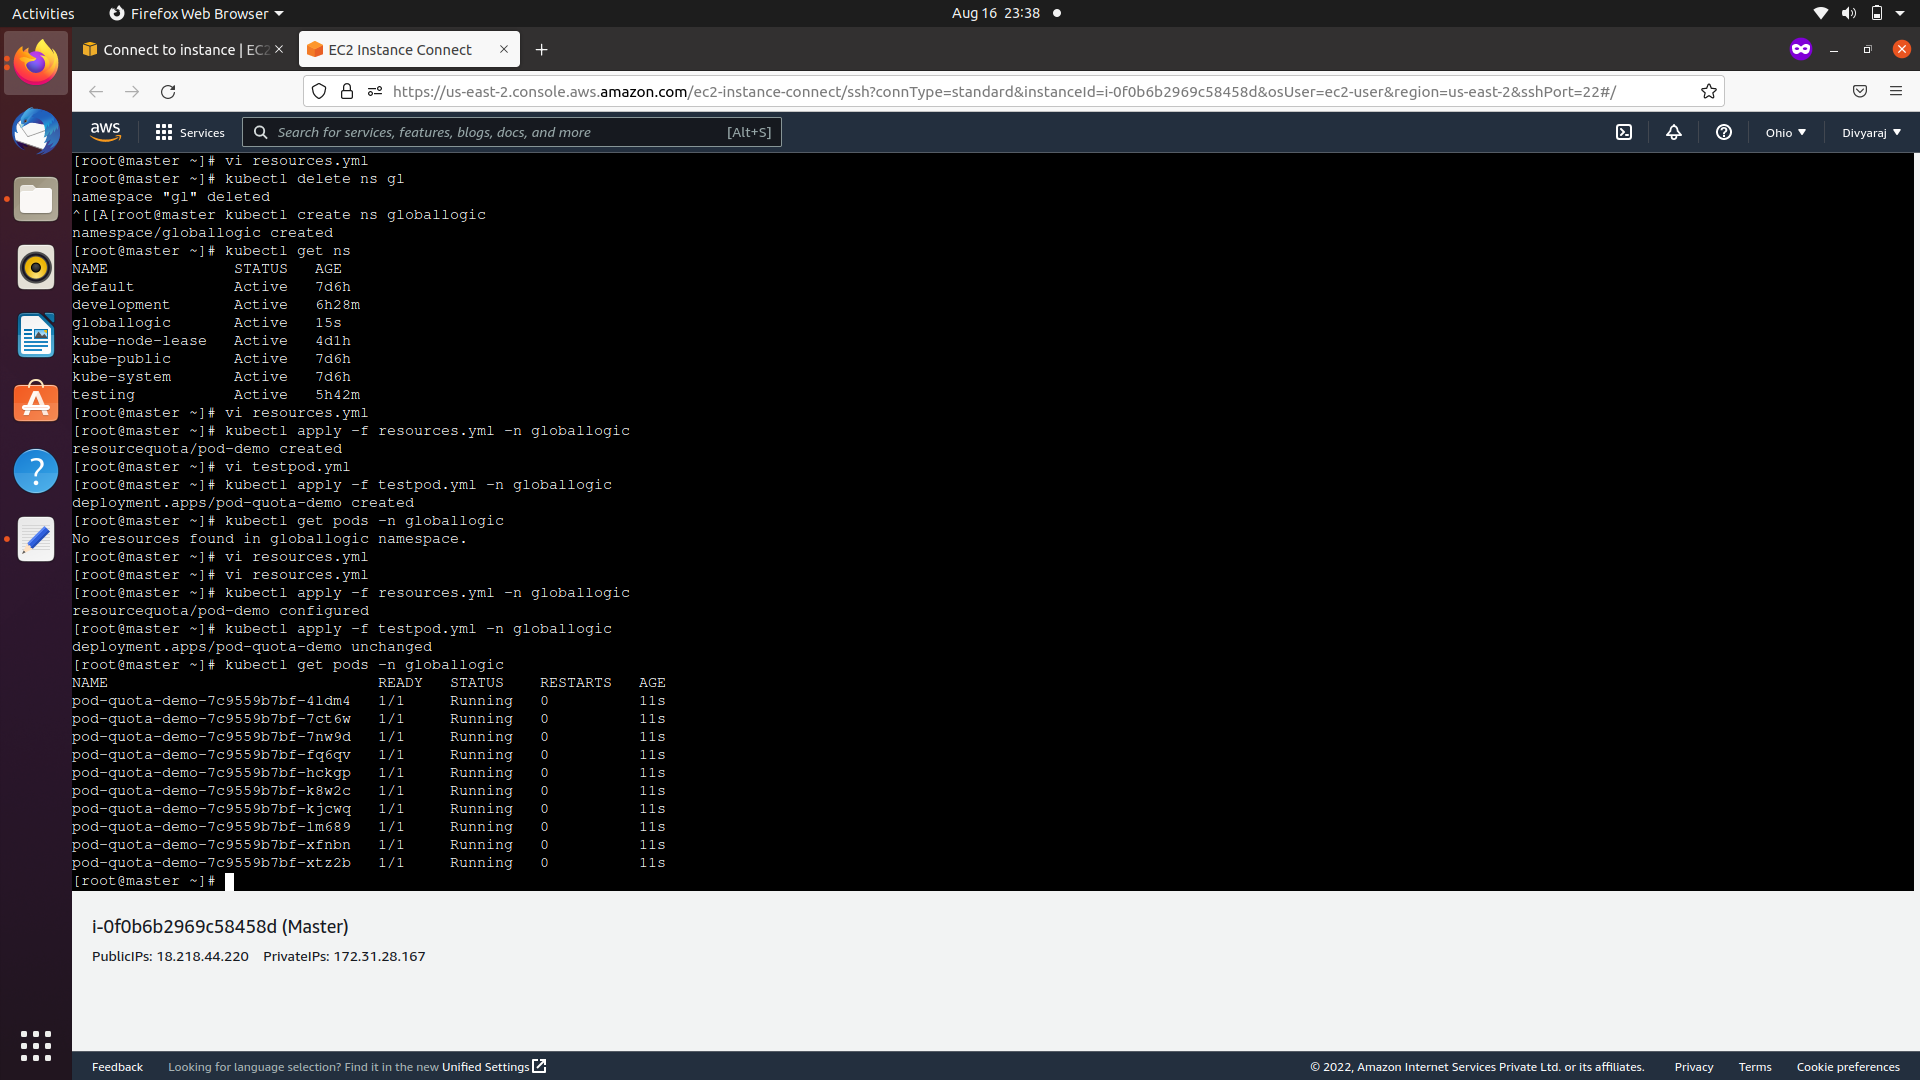 Activities
Firefox Web Browser
Aug 16 23:38
Connect to instance | EC2
EC2 Instance Connect
https://us-east-2.console.aws.amazon.com/ec2-instance-connect/ssh?connType=standard&instanceId=i-0f0b6b2969c58458d&osUser=ec2-user&region=us-east-2&sshPort=22#/
aws
Services
Search for services, features, blogs, docs, and more
[Alt+S]
Ohio
Divyaraj
[root@master ~]# vi resources.yml
[root@master ~]# kubectl delete ns gl
namespace "gl" deleted
^[[A[root@master kubectl create ns globallogic
namespace/globallogic created
[root@master ~]# kubectl get ns
NAME STATUS AGE
default Active 7d6h
development Active 6h28m
globallogic Active 15s
kube-node-lease Active 4d1h
kube-public Active 7d6h
kube-system Active 7d6h
testing Active 5h42m
[root@master ~]# vi resources.yml
[root@master ~]# kubectl apply -f resources.yml -n globallogic
resourcequota/pod-demo created
[root@master ~]# vi testpod.yml
[root@master ~]# kubectl apply -f testpod.yml -n globallogic
deployment.apps/pod-quota-demo created
[root@master ~]# kubectl get pods -n globallogic
No resources found in globallogic namespace.
[root@master ~]# vi resources.yml
[root@master ~]# vi resources.yml
[root@master ~]# kubectl apply -f resources.yml -n globallogic
resourcequota/pod-demo configured
[root@master ~]# kubectl apply -f testpod.yml -n globallogic
deployment.apps/pod-quota-demo unchanged
[root@master ~]# kubectl get pods -n globallogic
NAME READY STATUS RESTARTS AGE
pod-quota-demo-7c9559b7bf-4ldm4 1/1 Running 0 11s
pod-quota-demo-7c9559b7bf-7ct6w 1/1 Running 0 11s
pod-quota-demo-7c9559b7bf-7nw9d 1/1 Running 0 11s
pod-quota-demo-7c9559b7bf-fq6qv 1/1 Running 0 11s
pod-quota-demo-7c9559b7bf-hckgp 1/1 Running 0 11s
pod-quota-demo-7c9559b7bf-k8w2c 1/1 Running 0 11s
pod-quota-demo-7c9559b7bf-kjcwq 1/1 Running 0 11s
pod-quota-demo-7c9559b7bf-lm689 1/1 Running 0 11s
pod-quota-demo-7c9559b7bf-xfnbn 1/1 Running 0 11s
pod-quota-demo-7c9559b7bf-xtz2b 1/1 Running 0 11s
[root@master ~]#
i-0f0b6b2969c58458d (Master)
PublicIPs: 18.218.44.220 PrivateIPs: 172.31.28.167
Feedback
Looking for language selection? Find it in the new Unified Settings
© 2022, Amazon Internet Services Private Ltd. or its affiliates.
Privacy
Terms
Cookie preferences